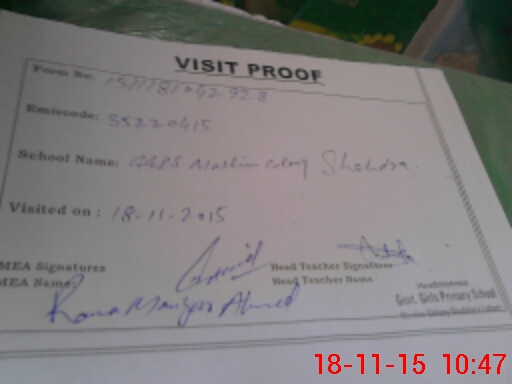 VISIT PROOF
Form No. 1511181042928
Emiscode: 35220415
School Name: GGPS Muslim Colony Shahdra.
Visited on : 18-11-2015
MEA Signatures Head Teacher Signatures
MEA Name Rana Manzoor Ahmed Head Teacher Name
Headmistress
Govt. Girls Primary School
18-11-15 10:47